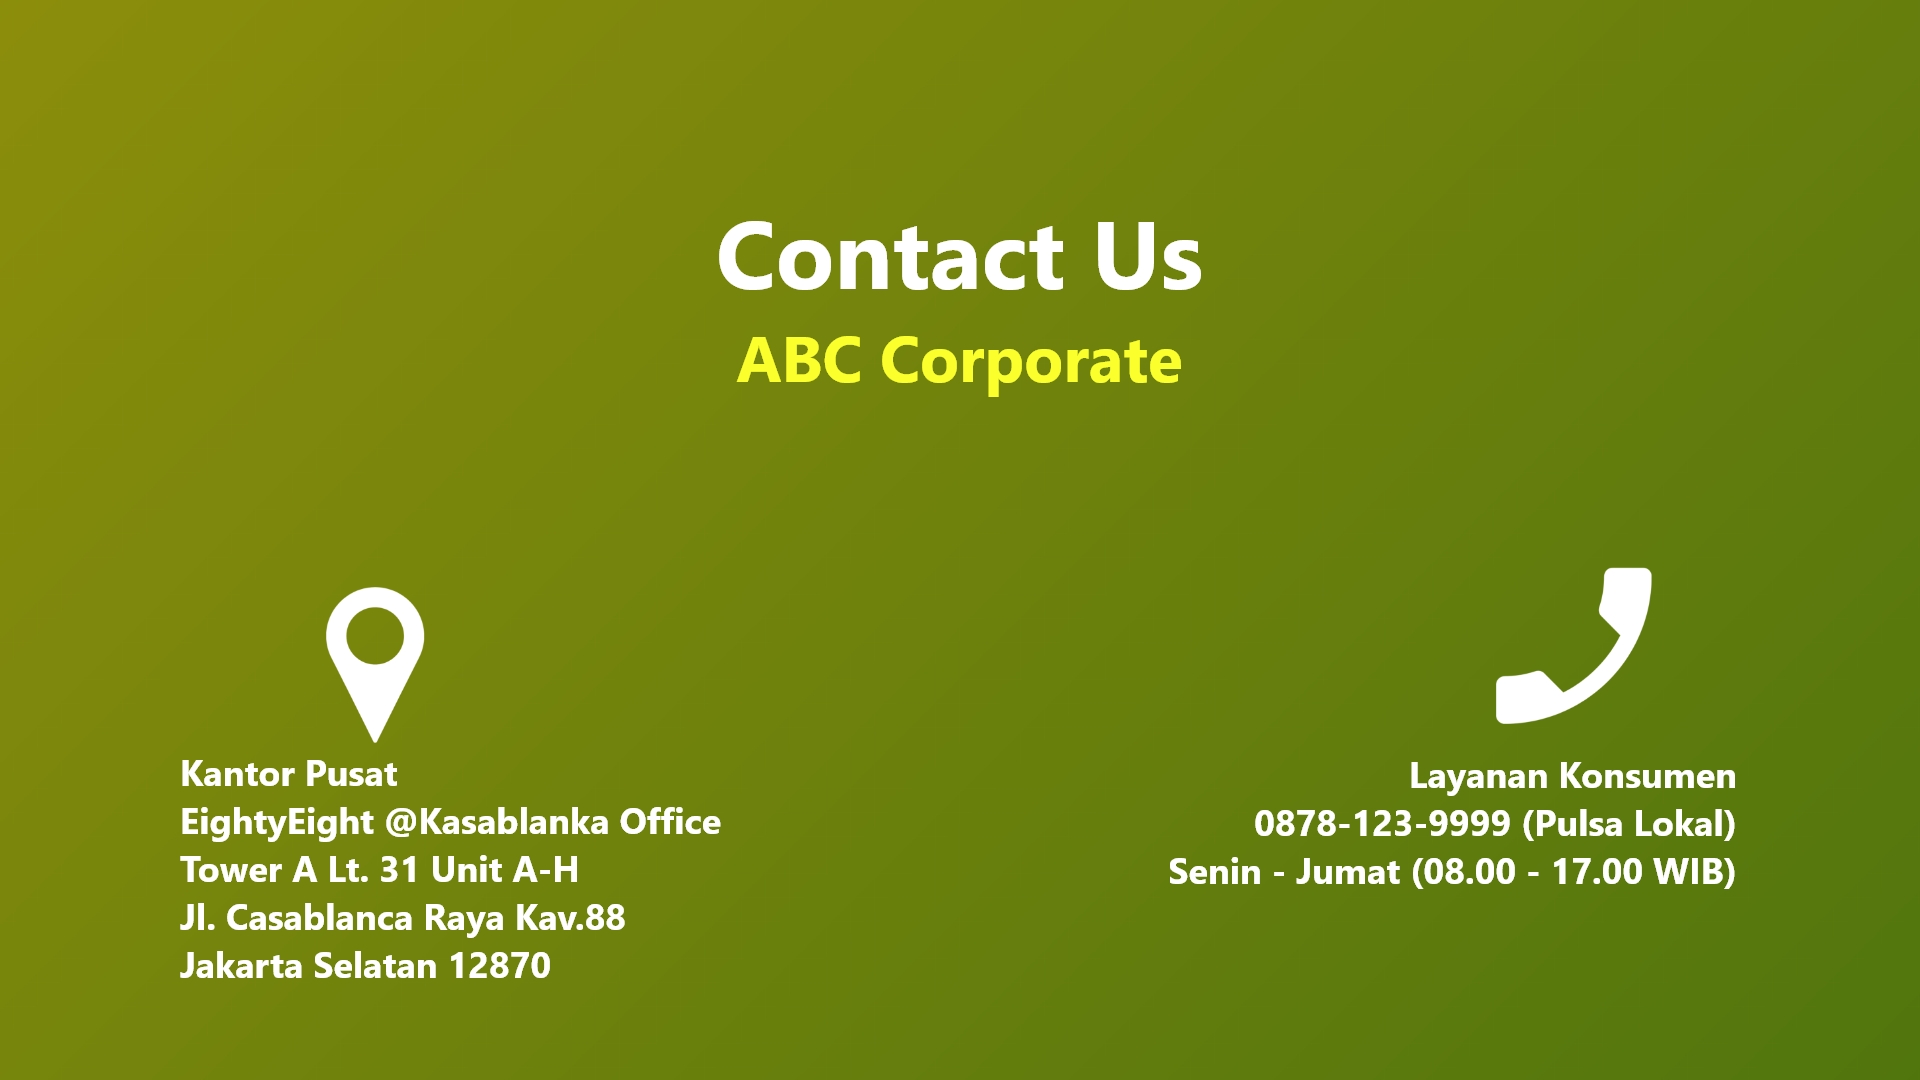 Contact Us
ABC Corporate
Kantor Pusat
EightyEight @Kasablanka Office
Tower A Lt. 31 Unit A-H
Jl. Casablanca Raya Kav.88
Jakarta Selatan 12870
Layanan Konsumen
0878-123-9999 (Pulsa Lokal)
Senin - Jumat (08.00 - 17.00 WIB)